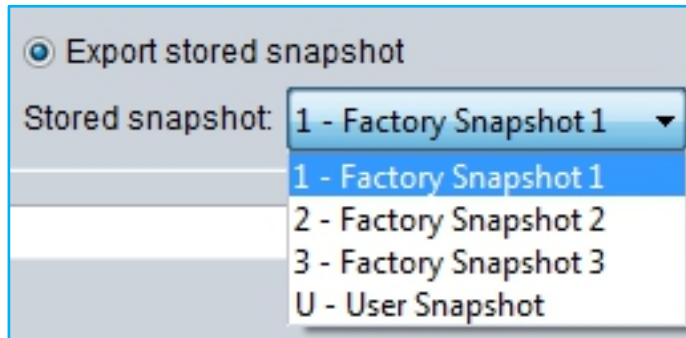 Export stored snapshot
Stored snapshot: 1 - Factory Snapshot 1
1 - Factory Snapshot 1
2 - Factory Snapshot 2
3 - Factory Snapshot 3
U - User Snapshot